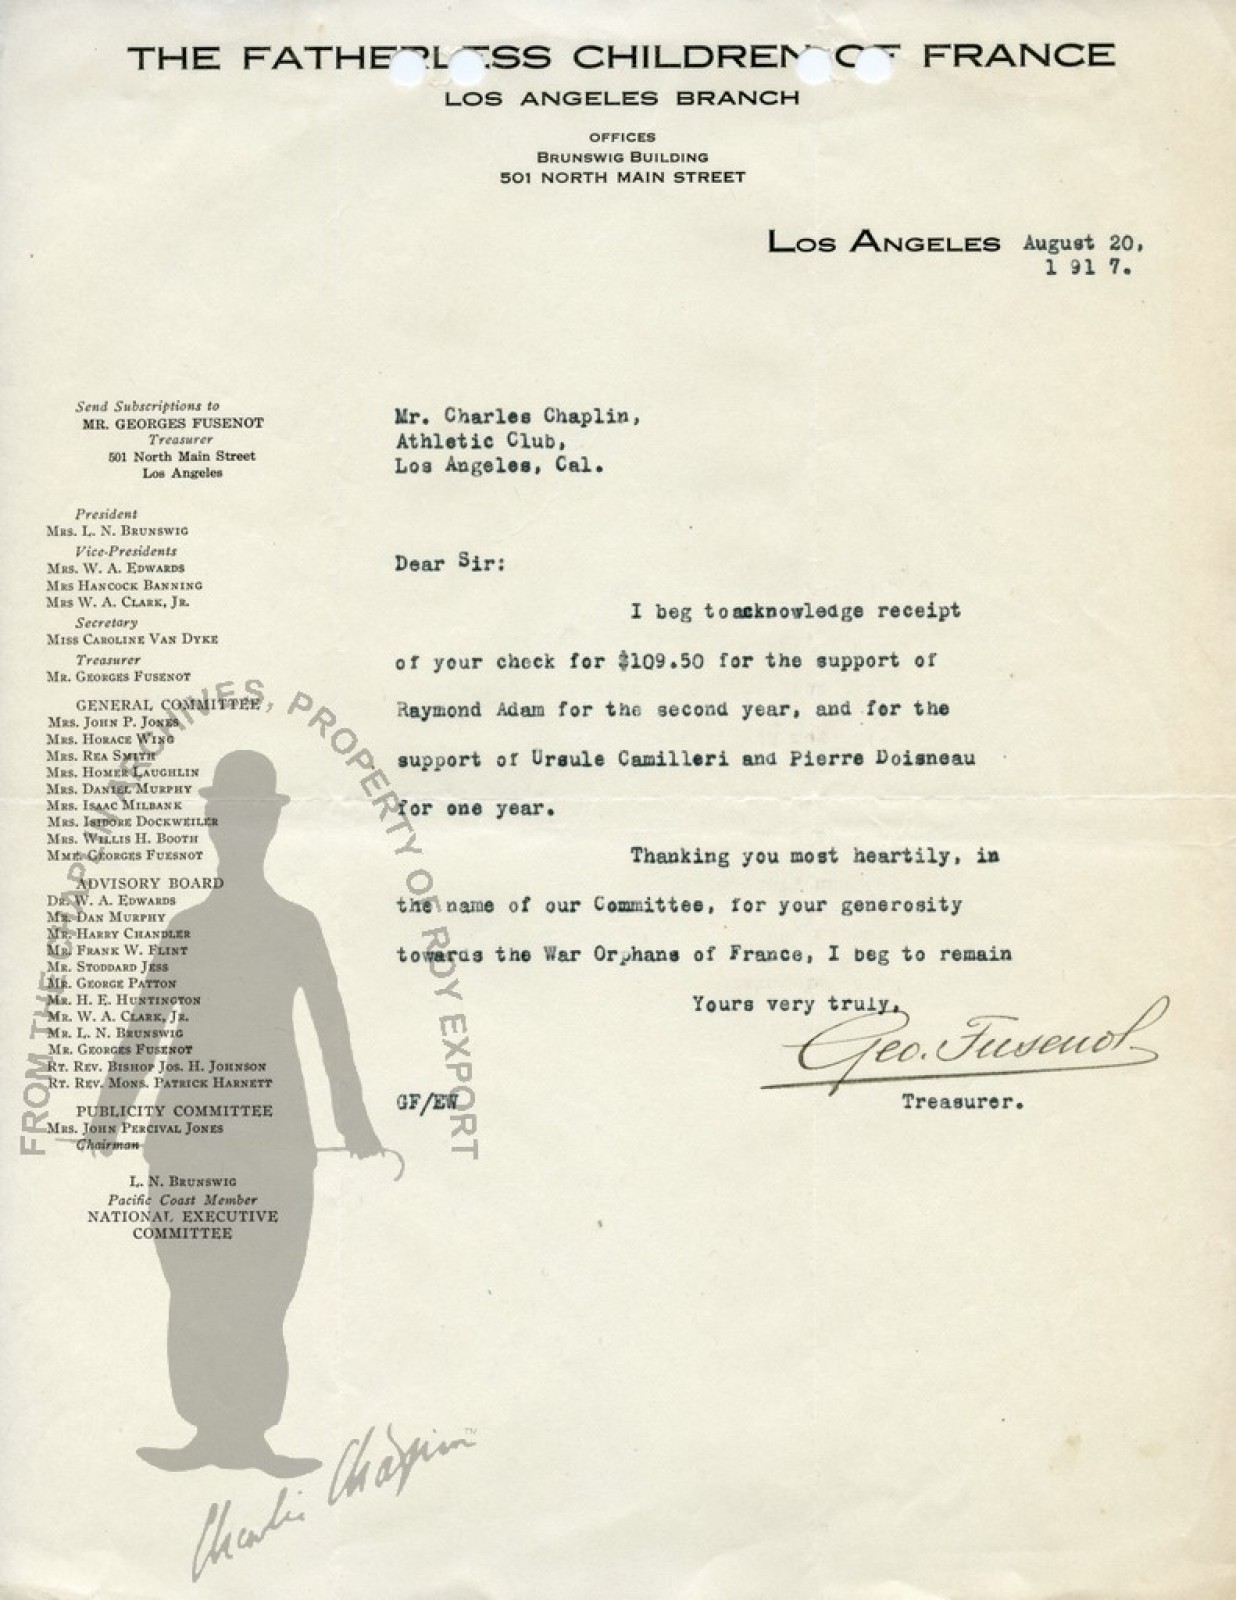 THE FATHERLESS CHILDREN OF FRANCE
LOS ANGELES BRANCH
OFFICES
BRUNSWIG BUILDING
501 NORTH MAIN STREET
LOS ANGELES August 20,
1 91 7.
Send Subscriptions to
MR. GEORGES FUSENOT
Treasurer
501 North Main Street
Los Angeles
President
MRS. L. N. BRUNSWIG
Vice-Presidents
MRS. W. A. EDWARDS
MRS HANCOCK BANNING
MRS W. A. CLARK, JR.
Secretary
MISS CAROLINE VAN DYKE
Treasurer
MR. GEORGES FUSENOT
GENERAL COMMITTEE,
MRS. JOHN P. JONES
MRS. HORACE WING
MRS. REA SMITH
MRS. HOMER LAUGHLIN
MRS. DANIEL MURPHY
MRS. ISAAC MILBANK
MRS. ISIDORE DOCKWEILER
MRS. WILLIS H. BOOTH
MME. GEORGES FUESNOT
ADVISORY BOARD
DR. W. A. EDWARDS
MR. DAN MURPHY
MR. HARRY CHANDLER
MR. FRANK W. FLINT
MR. STODDARD JESS
MR. GEORGE PATTON
MR. H. E. HUNTINGTON
MR. W. A. CLARK, JR.
MR. L. N. BRUNSWIG
MR. GEORGES FUSENOT
RT. REV. BISHOP JOS. H. JOHNSON
RT. REV. MONS. PATRICK HARNETT
PUBLICITY COMMITTEE
MRS. JOHN PERCIVAL JONES
Chairman
L. N. BRUNSWIG
Pacific Coast Member
NATIONAL EXECUTIVE
COMMITTEE
Mr. Charles Chaplin,
Athletic Club,
Los Angeles, Cal.
Dear Sir:
I beg toacknowledge receipt
of your check for $109.50 for the support of
Raymond Adam for the second year, and for the
support of Ursule Camilleri and Pierre Doisneau
for one year.
Thanking you most heartily, in
the name of our Committee, for your generosity
towards the War Orphans of France, I beg to remain
Yours very truly,
Geo. Fusenot
GF/EW Treasurer.
FROM THE CHAPLIN ARCHIVES, PROPERTY OF ROY EXPORT
Charlie Chaplin TM